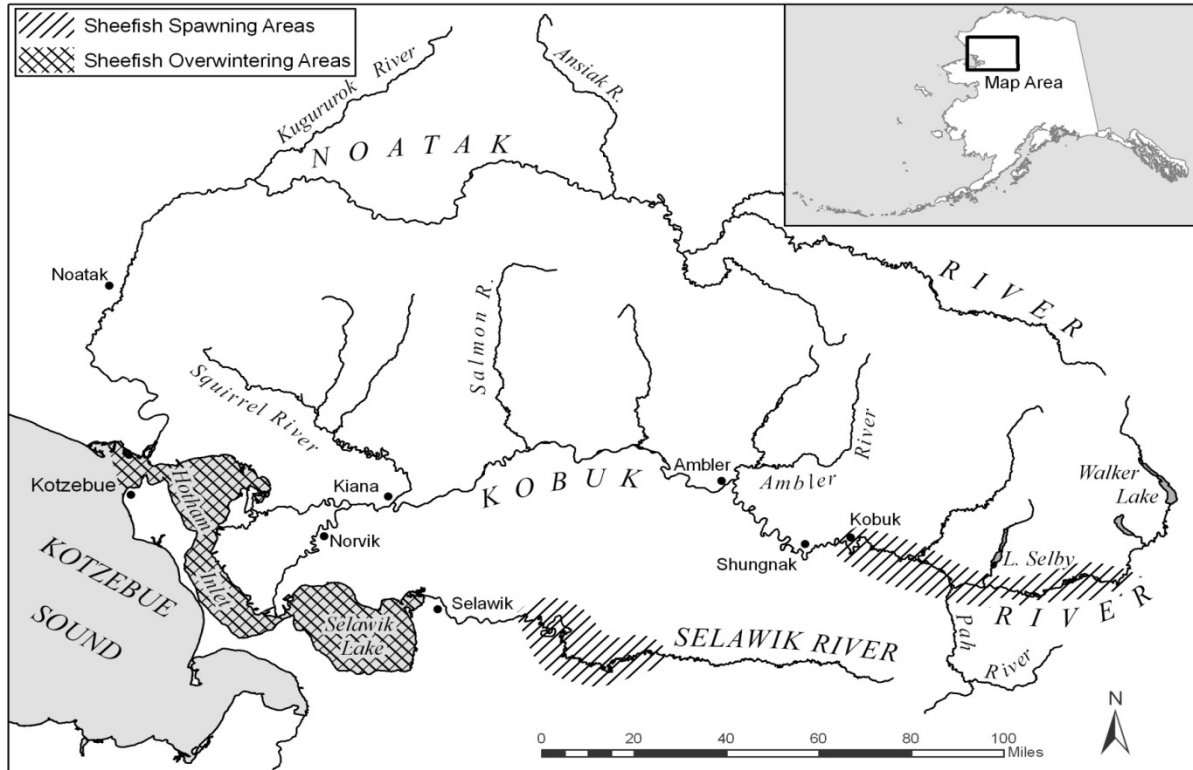 Sheefish Spawning Areas
Sheefish Overwintering Areas
Map Area
Kugururok River
Ansiak R.
NOATAK
RIVER
Noatak
Salmon R.
Squirrel River
Kotzebue
Hotham
Inlet
Kiana
KOBUK
Ambler
Ambler
River
Walker
Lake
Norvik
Shungnak
Kobuk
L. Selby
RIVER
KOTZEBUE
SOUND
Selawik
Lake
Selawik
SELAWIK RIVER
Pah
River
N
0 20 40 60 80 100
Miles